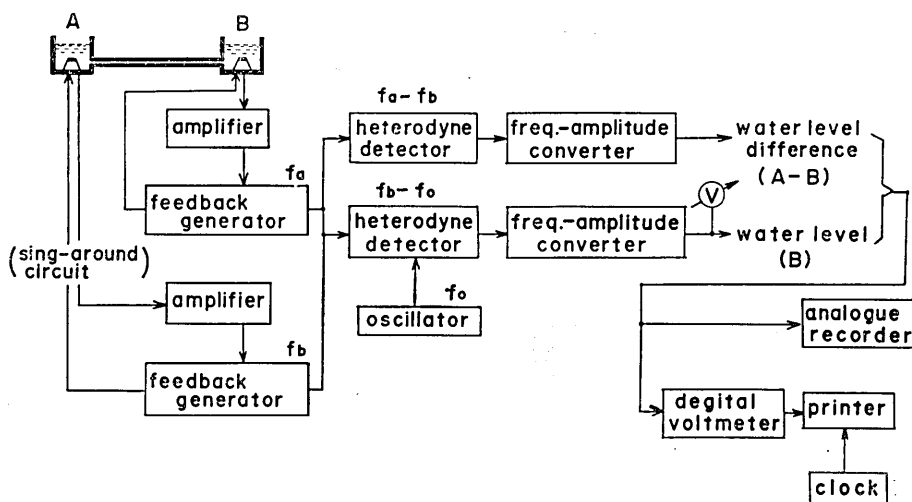 A
B
amplifier
fa
feedback
generator
(sing-around
circuit)
amplifier
fb
feedback
generator
fa-fb
heterodyne
detector
fb-fo
heterodyne
detector
fo
oscillator
freq.-amplitude
converter
freq.-amplitude
converter
water level
difference
(A-B)
V
water level
(B)
analogue
recorder
degital
voltmeter
printer
clock